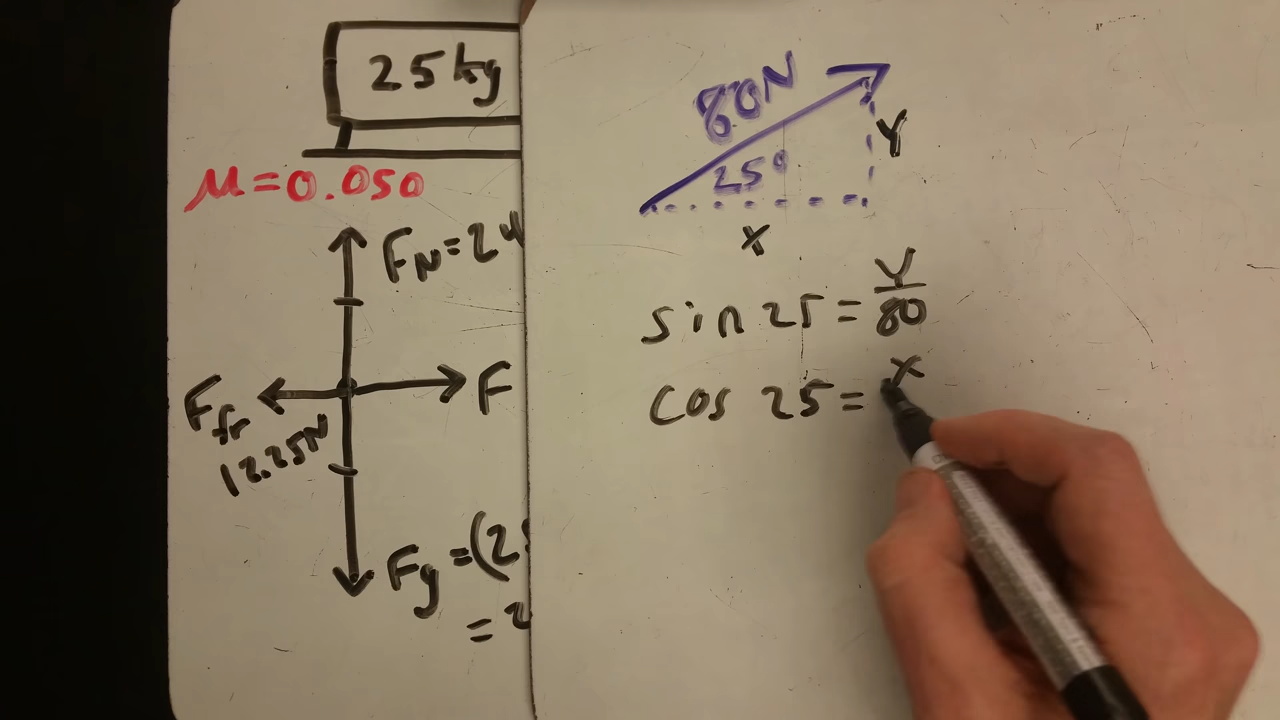 25 kg
μ = 0.050
F_N = 24
F_fr
12.25N
F
F_g = (2
= 2
80N
25°
Y
X
sin 25 = Y/80
cos 25 = x